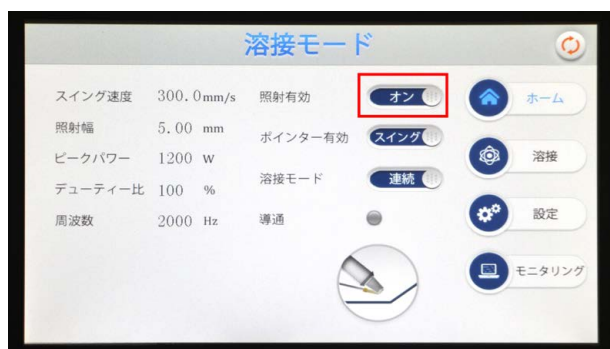 溶接モード
スイング速度 300.0mm/s 照射有効 オン ホーム
照射幅 5.00 mm ポインター有効 スイング
ピークパワー 1200 W 溶接
デューティー比 100 % 溶接モード 連続
周波数 2000 Hz 導通 設定
モニタリング